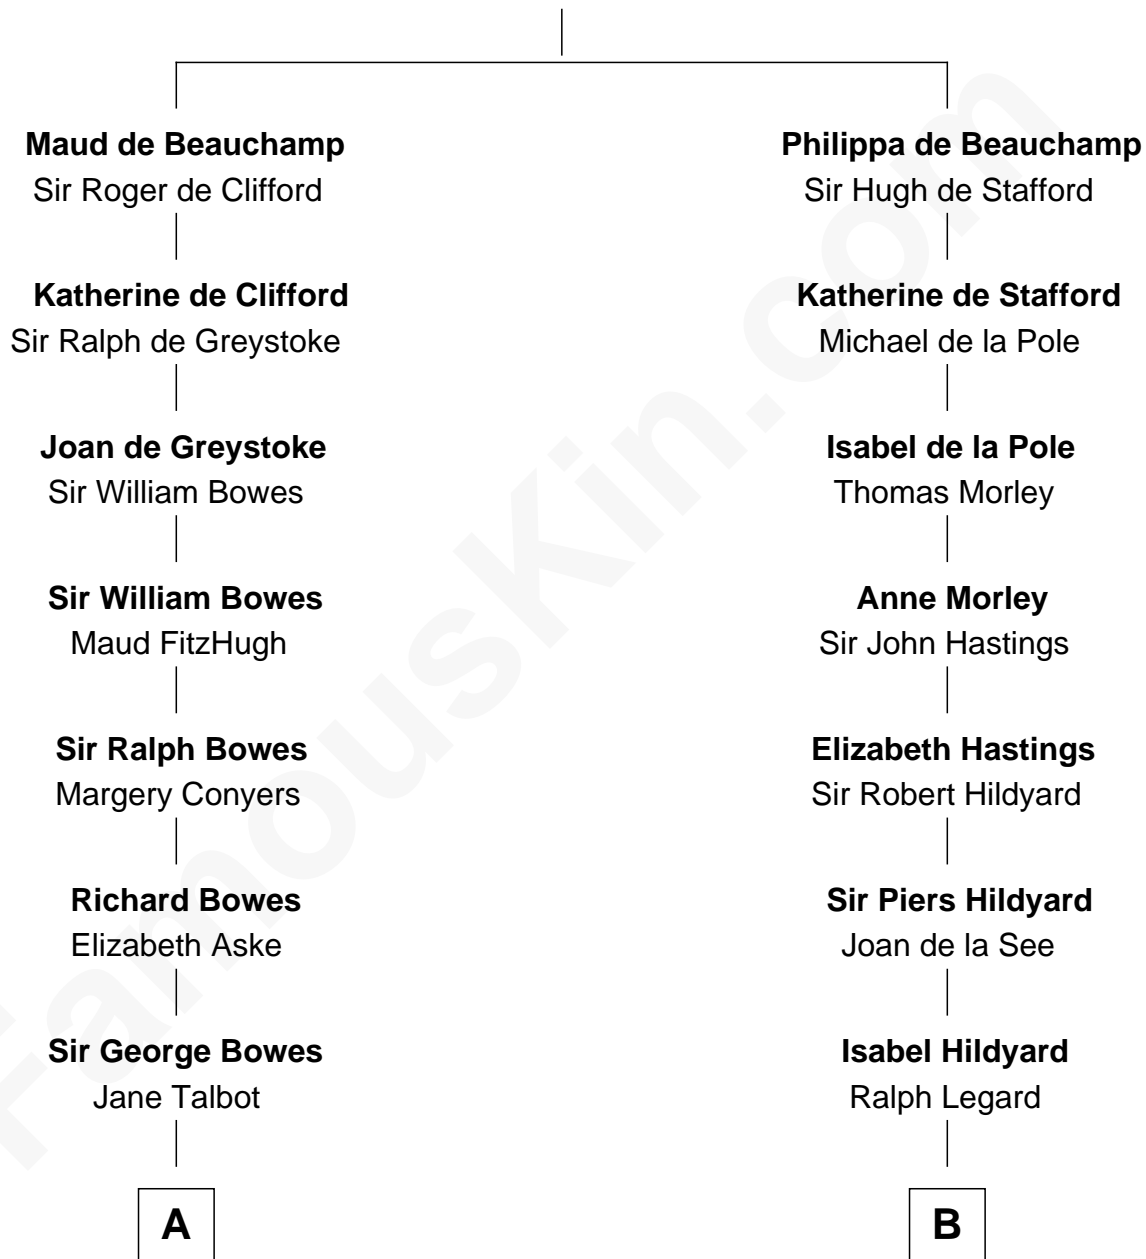 Maud de Beauchamp
Sir Roger de Clifford
Katherine de Clifford
Sir Ralph de Greystoke
Joan de Greystoke
Sir William Bowes
Sir William Bowes
Maud FitzHugh
Sir Ralph Bowes
Margery Conyers
Richard Bowes
Elizabeth Aske
Sir George Bowes
Jane Talbot
A
Philippa de Beauchamp
Sir Hugh de Stafford
Katherine de Stafford
Michael de la Pole
Isabel de la Pole
Thomas Morley
Anne Morley
Sir John Hastings
Elizabeth Hastings
Sir Robert Hildyard
Sir Piers Hildyard
Joan de la See
Isabel Hildyard
Ralph Legard
B
FamousKin.com